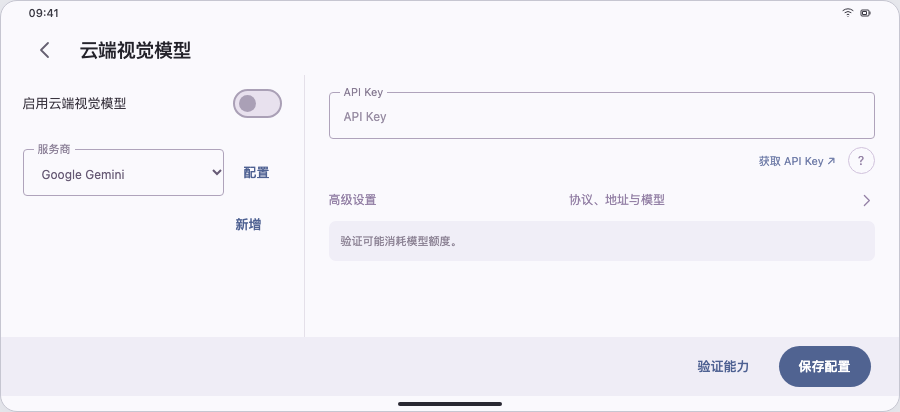 09:41
云端视觉模型
启用云端视觉模型
服务商
Google Gemini
配置
新增
API Key
API Key
获取 API Key ↗
?
高级设置
协议、地址与模型
验证可能消耗模型额度。
验证能力
保存配置